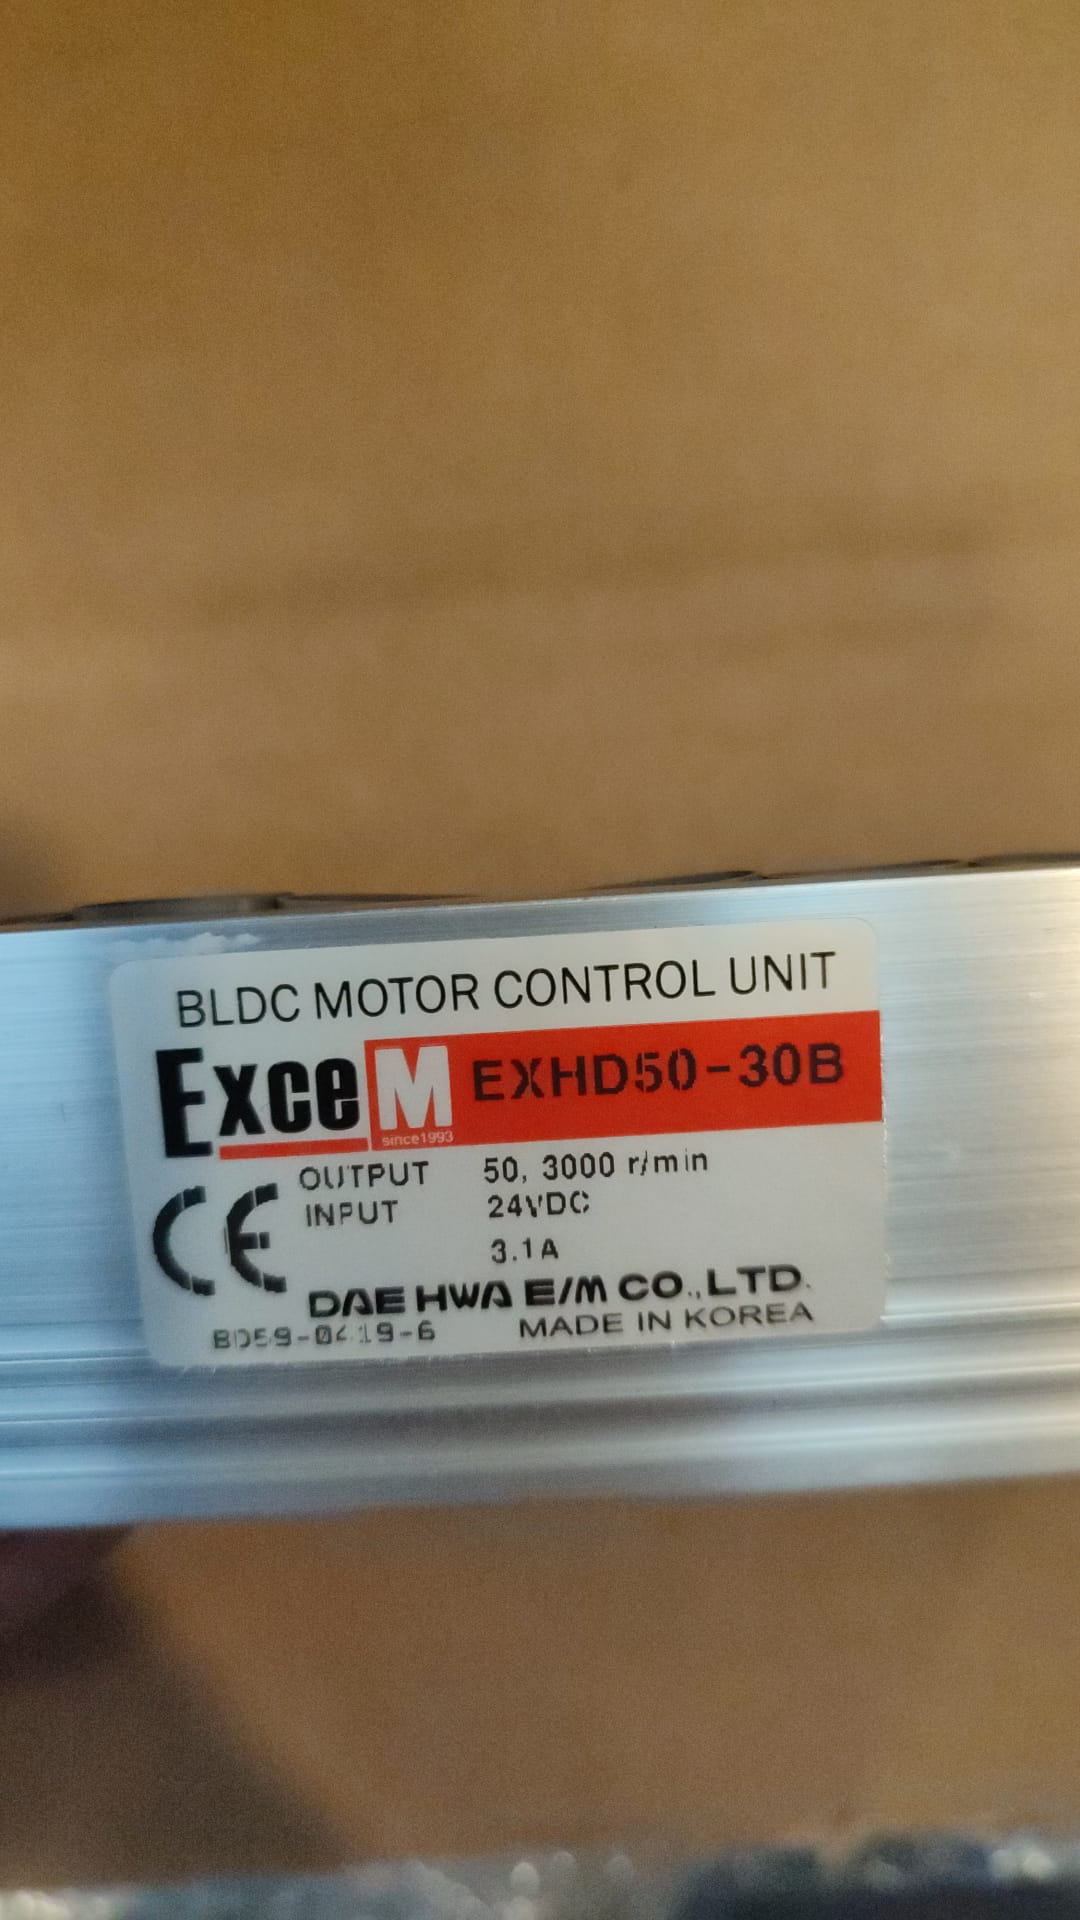 BLDC MOTOR CONTROL UNIT
ExceM EXHD50-30B
since1993
OUTPUT 50, 3000 r/min
CE INPUT 24VDC
3.1A
DAE HWA E/M CO., LTD.
MADE IN KOREA